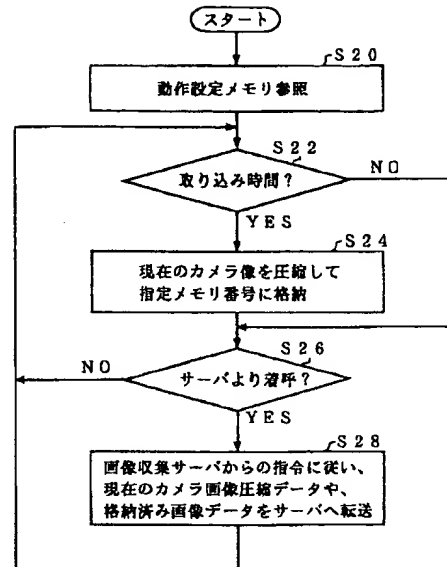 スタート
S20
動作設定メモリ参照
S22
取り込み時間？
NO
YES
S24
現在のカメラ像を圧縮して
指定メモリ番号に格納
S26
サーバより着呼？
NO
YES
S28
画像収集サーバからの指令に従い、
現在のカメラ画像圧縮データや、
格納済み画像データをサーバへ転送